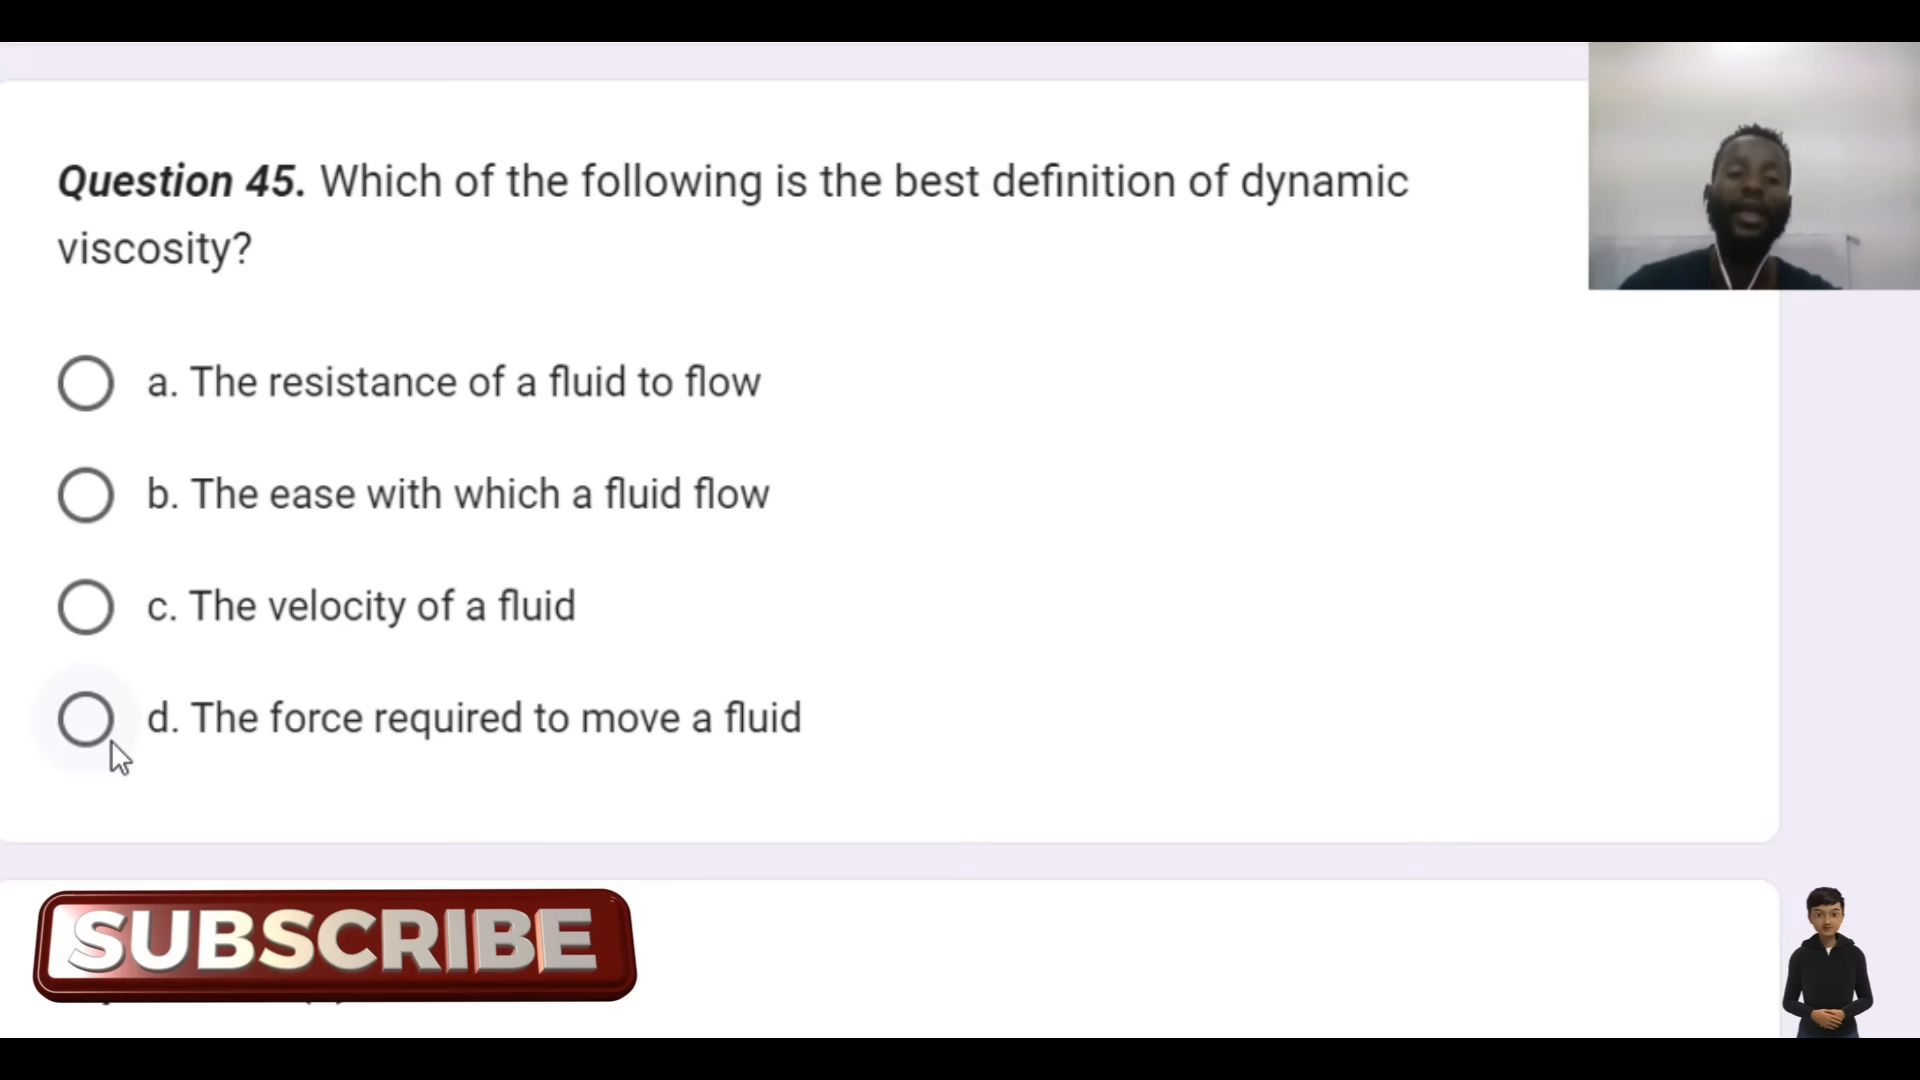 Question 45. Which of the following is the best definition of dynamic
viscosity?
a. The resistance of a fluid to flow
b. The ease with which a fluid flow
c. The velocity of a fluid
d. The force required to move a fluid
SUBSCRIBE